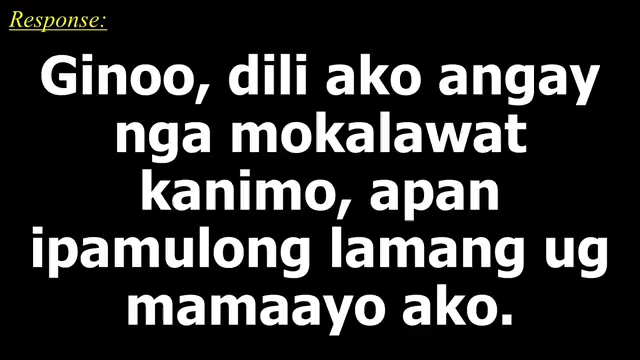 Response:
Ginoo, dili ako angay
nga mokalawat
kanimo, apan
ipamulong lamang ug
mamaayo ako.